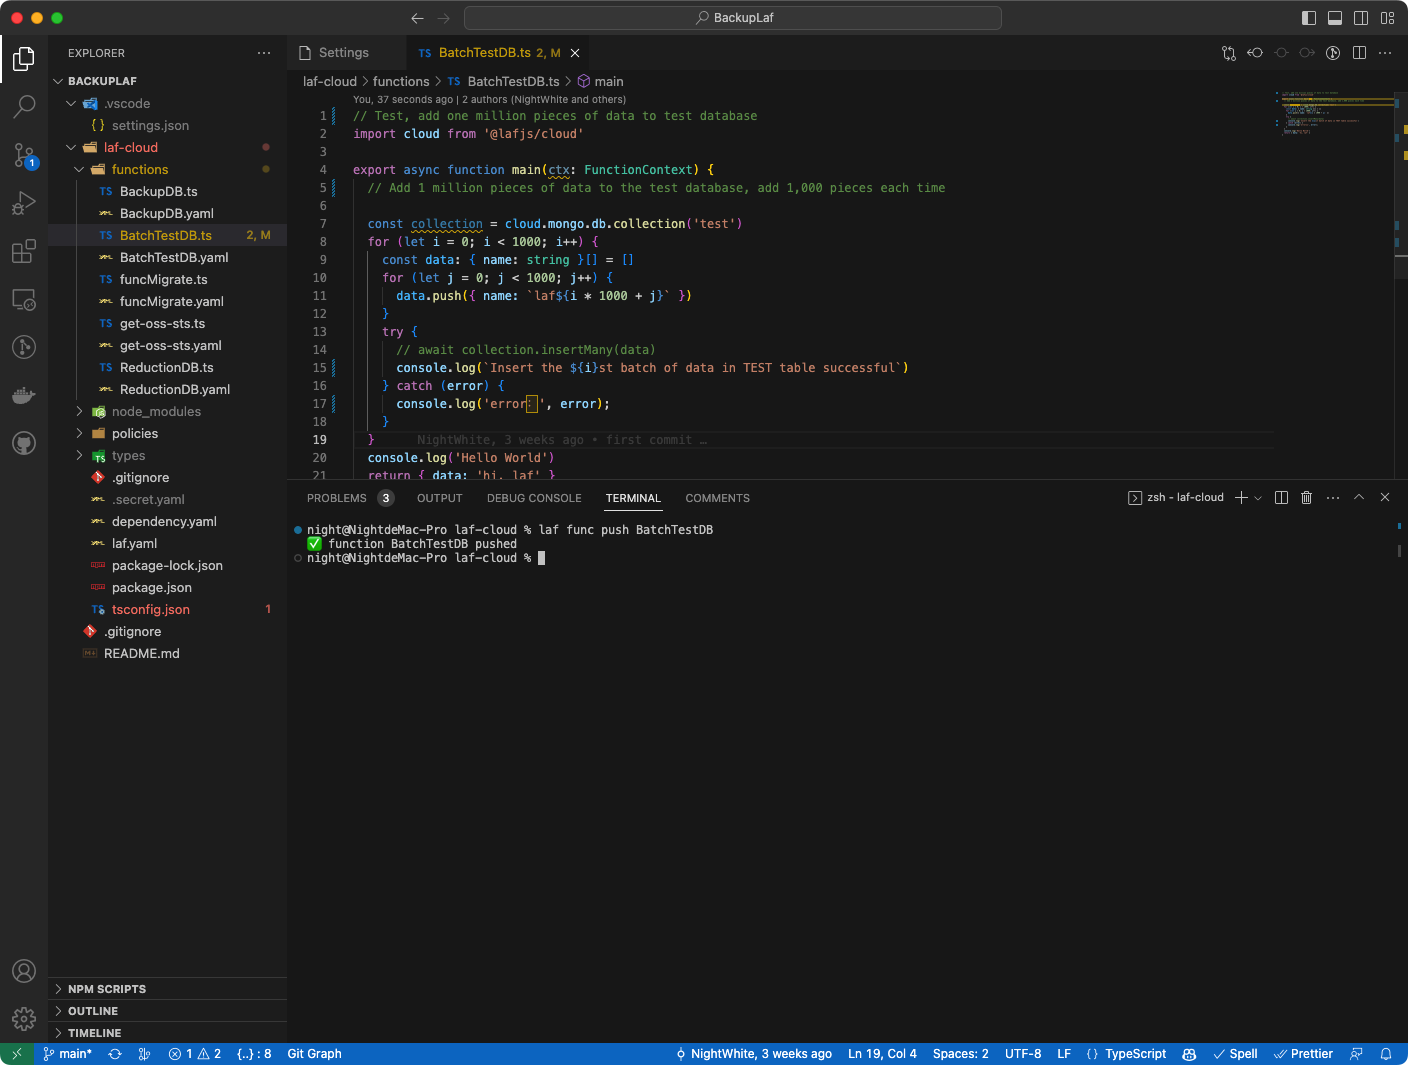 BackupLaf
EXPLORER
BACKUPLAF
.vscode
{ } settings.json
laf-cloud
functions
TS BackupDB.ts
BackupDB.yaml
TS BatchTestDB.ts 2, M
BatchTestDB.yaml
TS funcMigrate.ts
funcMigrate.yaml
TS get-oss-sts.ts
get-oss-sts.yaml
TS ReductionDB.ts
ReductionDB.yaml
node_modules
policies
types
.gitignore
.secret.yaml
dependency.yaml
laf.yaml
package-lock.json
package.json
tsconfig.json 1
.gitignore
README.md
NPM SCRIPTS
OUTLINE
TIMELINE
1
Settings
TS BatchTestDB.ts 2, M
laf-cloud > functions > TS BatchTestDB.ts > main
You, 37 seconds ago | 2 authors (NightWhite and others)
1 // Test, add one million pieces of data to test database
2 import cloud from '@lafjs/cloud'
3
4 export async function main(ctx: FunctionContext) {
5 // Add 1 million pieces of data to the test database, add 1,000 pieces each time
6
7 const collection = cloud.mongo.db.collection('test')
8 for (let i = 0; i < 1000; i++) {
9 const data: { name: string }[] = []
10 for (let j = 0; j < 1000; j++) {
11 data.push({ name: `laf${i * 1000 + j}` })
12 }
13 try {
14 // await collection.insertMany(data)
15 console.log(`Insert the ${i}st batch of data in TEST table successful`)
16 } catch (error) {
17 console.log('error：', error);
18 }
19 } NightWhite, 3 weeks ago • first commit …
20 console.log('Hello World')
21 return { data: 'hi, laf' }
PROBLEMS 3 OUTPUT DEBUG CONSOLE TERMINAL COMMENTS
zsh - laf-cloud
night@NightdeMac-Pro laf-cloud % laf func push BatchTestDB
✅ function BatchTestDB pushed
night@NightdeMac-Pro laf-cloud %
main* 1 2 {..} : 8 Git Graph
NightWhite, 3 weeks ago Ln 19, Col 4 Spaces: 2 UTF-8 LF { } TypeScript Spell Prettier